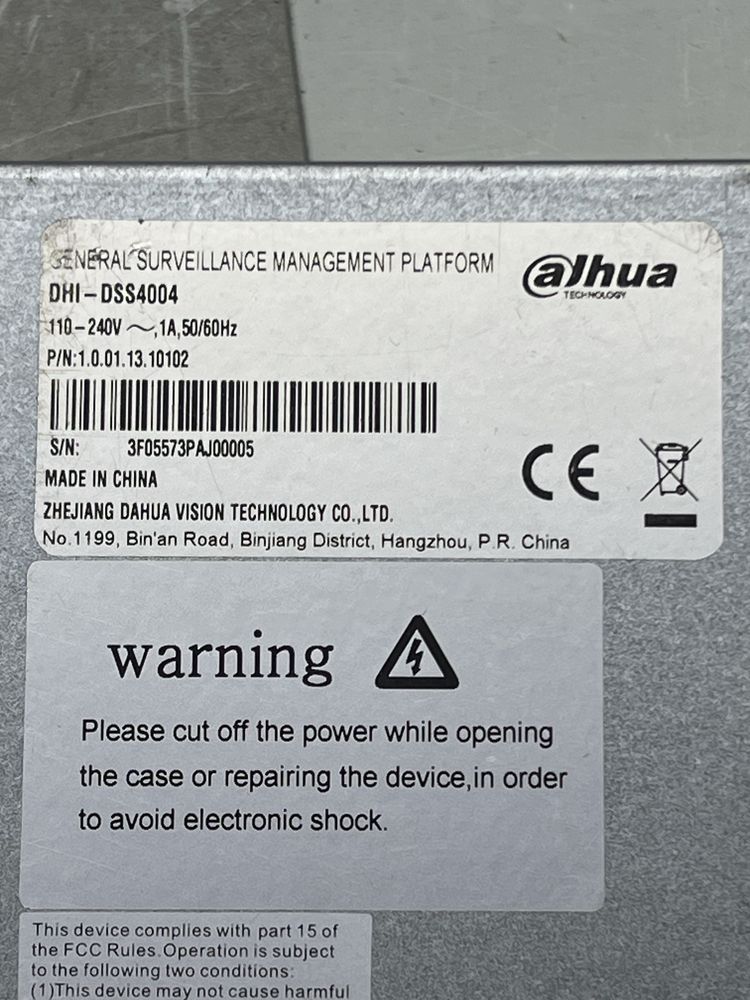 GENERAL SURVEILLANCE MANAGEMENT PLATFORM
alhua
TECHNOLOGY
DHI-DSS4004
110-240V ~,1A,50/60Hz
P/N:1.0.01.13.10102
S/N: 3F05573PAJ00005
MADE IN CHINA
CE
ZHEJIANG DAHUA VISION TECHNOLOGY CO.,LTD.
No.1199, Bin'an Road, Binjiang District, Hangzhou, P.R. China
warning
Please cut off the power while opening
the case or repairing the device,in order
to avoid electronic shock.
This device complies with part 15 of
the FCC Rules.Operation is subject
to the following two conditions:
(1)This device may not cause harmful